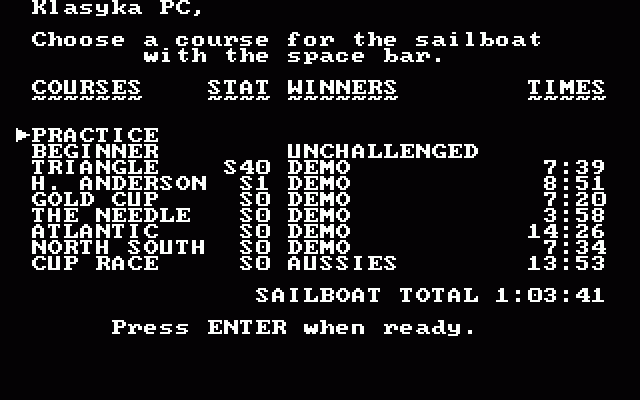 Klasyka PC,
Choose a course for the sailboat
with the space bar.
COURSES STAT WINNERS TIMES
►PRACTICE
BEGINNER UNCHALLENGED
TRIANGLE S40 DEMO 7:39
H. ANDERSON S1 DEMO 8:51
GOLD CUP S0 DEMO 7:20
THE NEEDLE S0 DEMO 3:58
ATLANTIC S0 DEMO 14:26
NORTH SOUTH S0 DEMO 7:34
CUP RACE S0 AUSSIES 13:53
SAILBOAT TOTAL 1:03:41
Press ENTER when ready.